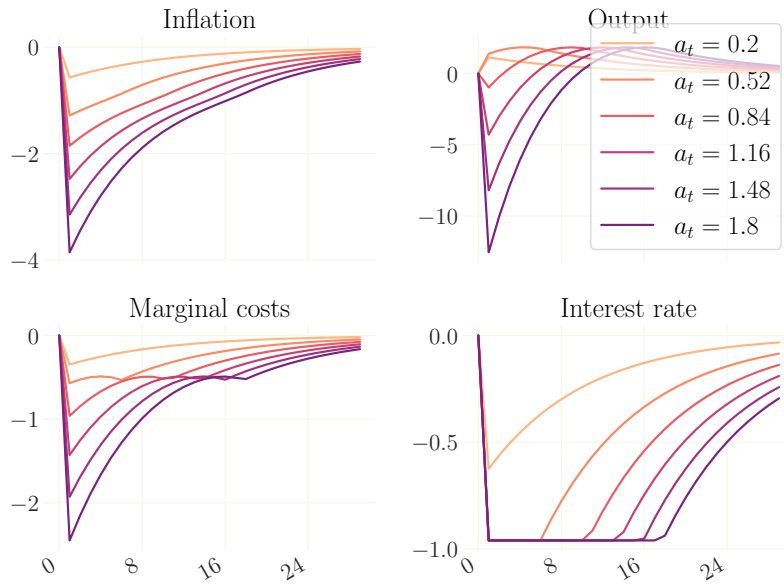 Inflation
Output
0
−2
−4
0
−5
−10
a_t = 0.2
a_t = 0.52
a_t = 0.84
a_t = 1.16
a_t = 1.48
a_t = 1.8
Marginal costs
Interest rate
0
−1
−2
0.0
−0.5
−1.0
0
8
16
24
0
8
16
24